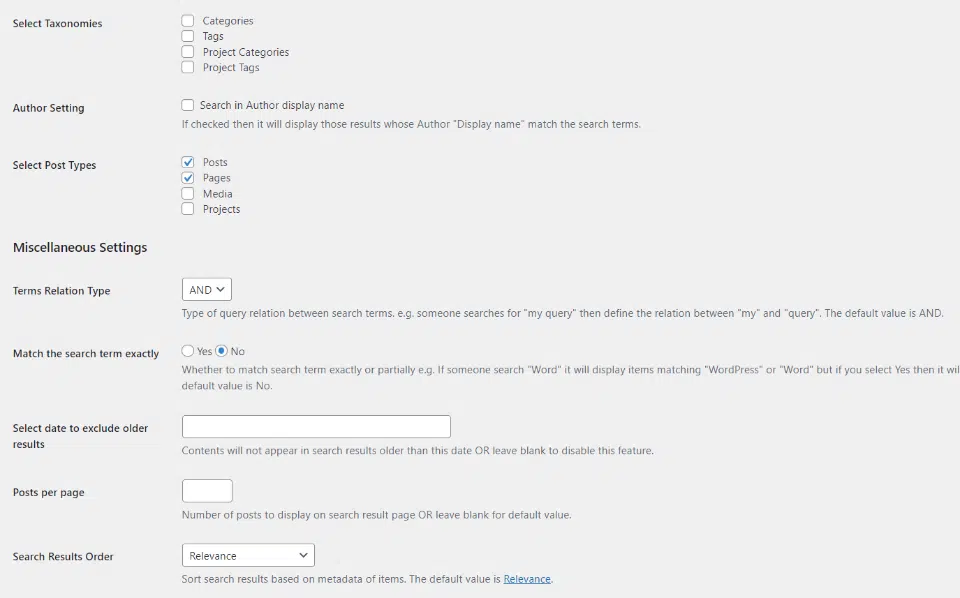 Select Taxonomies
Categories
Tags
Project Categories
Project Tags
Author Setting
Search in Author display name
If checked then it will display those results whose Author "Display name" match the search terms.
Select Post Types
Posts
Pages
Media
Projects
Miscellaneous Settings
Terms Relation Type
AND
Type of query relation between search terms. e.g. someone searches for "my query" then define the relation between "my" and "query". The default value is AND.
Match the search term exactly
Yes No
Whether to match search term exactly or partially e.g. If someone search "Word" it will display items matching "WordPress" or "Word" but if you select Yes then it wil
default value is No.
Select date to exclude older
results
Contents will not appear in search results older than this date OR leave blank to disable this feature.
Posts per page
Number of posts to display on search result page OR leave blank for default value.
Search Results Order
Relevance
Sort search results based on metadata of items. The default value is Relevance.